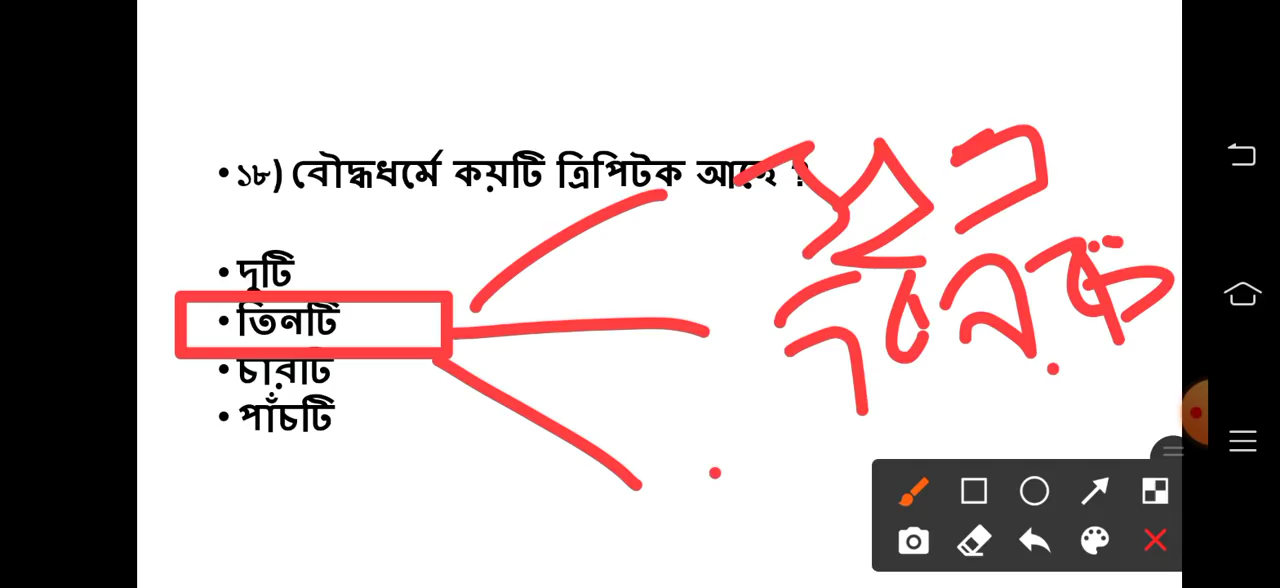 • ১৮) বৌদ্ধধর্মে কয়টি ত্রিপিটক আছে ?
• দুটি
• তিনটি
• চারটি
• পাঁচটি